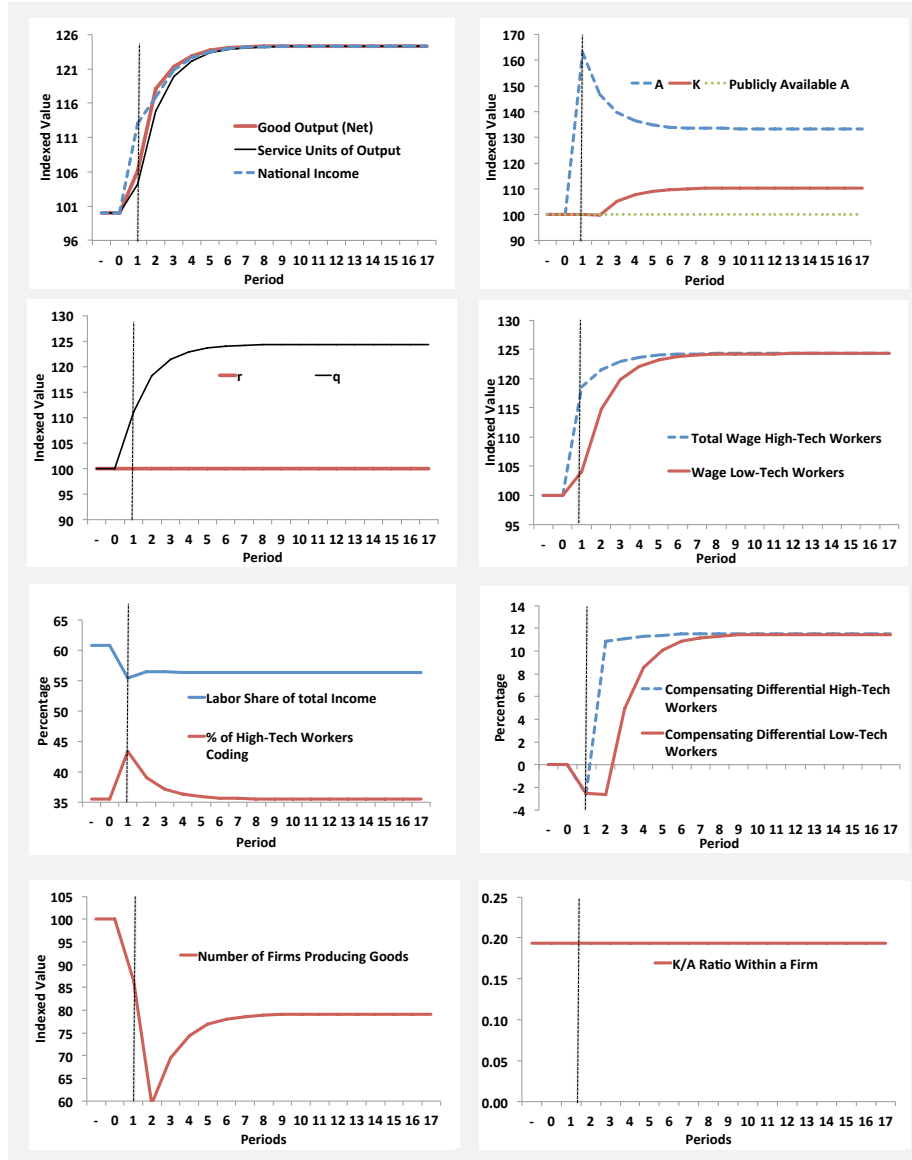 Indexed Value
126
121
116
111
106
101
96
Good Output (Net)
Service Units of Output
National Income
- 0 1 2 3 4 5 6 7 8 9 10 11 12 13 14 15 16 17
Period
Indexed Value
170
160
150
140
130
120
110
100
90
A K Publicly Available A
- 0 1 2 3 4 5 6 7 8 9 10 11 12 13 14 15 16 17
Period
Indexed Value
130
125
120
115
110
105
100
95
90
r q
- 0 1 2 3 4 5 6 7 8 9 10 11 12 13 14 15 16 17
Period
Indexed Value
130
125
120
115
110
105
100
95
Total Wage High-Tech Workers
Wage Low-Tech Workers
- 0 1 2 3 4 5 6 7 8 9 10 11 12 13 14 15 16 17
Period
Percentage
65
60
55
50
45
40
35
Labor Share of total Income
% of High-Tech Workers
Coding
- 0 1 2 3 4 5 6 7 8 9 10 11 12 13 14 15 16 17
Period
Percentage
14
12
10
8
6
4
2
0
-2
-4
Compensating Differential High-Tech
Workers
Compensating Differential Low-Tech
Workers
- 0 1 2 3 4 5 6 7 8 9 10 11 12 13 14 15 16 17
Period
Indexed Value
105
100
95
90
85
80
75
70
65
60
Number of Firms Producing Goods
- 0 1 2 3 4 5 6 7 8 9 10 11 12 13 14 15 16 17
Periods
0.25
0.20
0.15
0.10
0.05
0.00
K/A Ratio Within a Firm
- 0 1 2 3 4 5 6 7 8 9 10 11 12 13 14 15 16 17
Periods